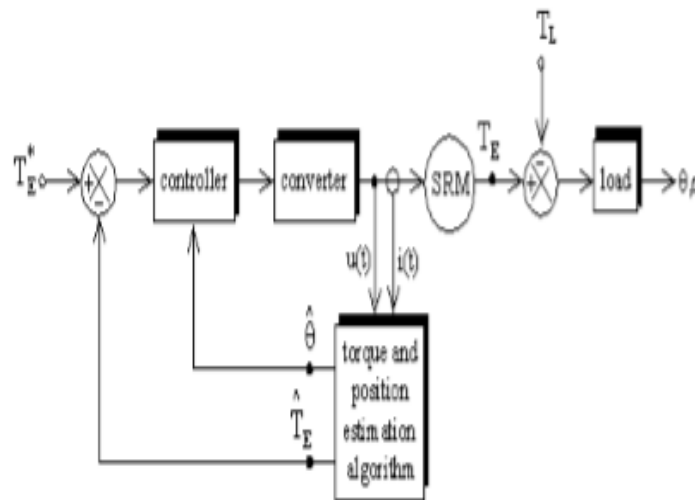 T_L
T_E^*
controller
converter
SRM
T_E
load
u(t)
i(t)
θ̂
T̂_E
torque and
position
estimation
algorithm